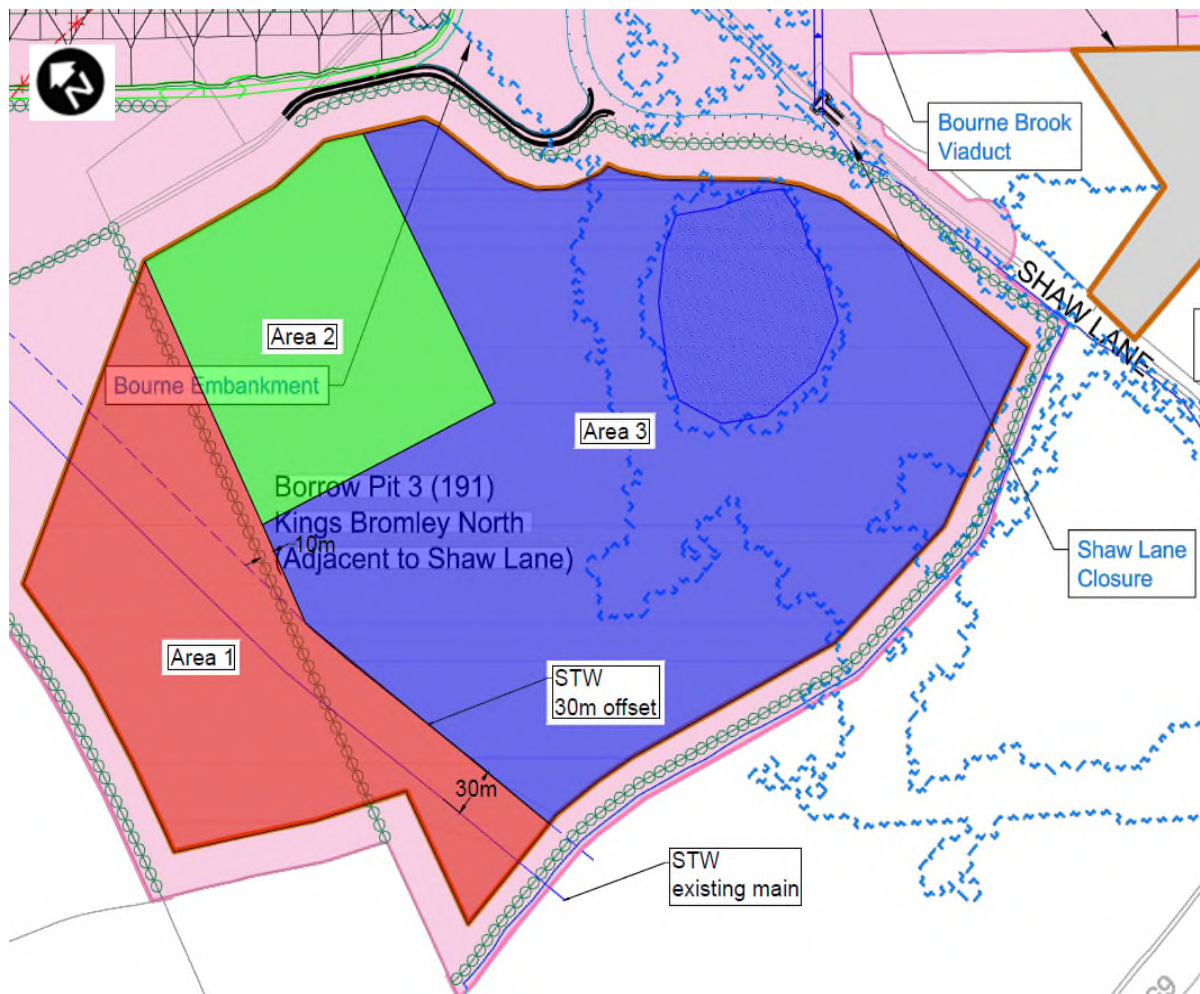 N
Bourne Brook
Viaduct
SHAW LANE
Area 2
Bourne Embankment
Area 3
Borrow Pit 3 (191)
Kings Bromley North
(Adjacent to Shaw Lane)
10m
Shaw Lane
Closure
Area 1
STW
30m offset
30m
STW
existing main